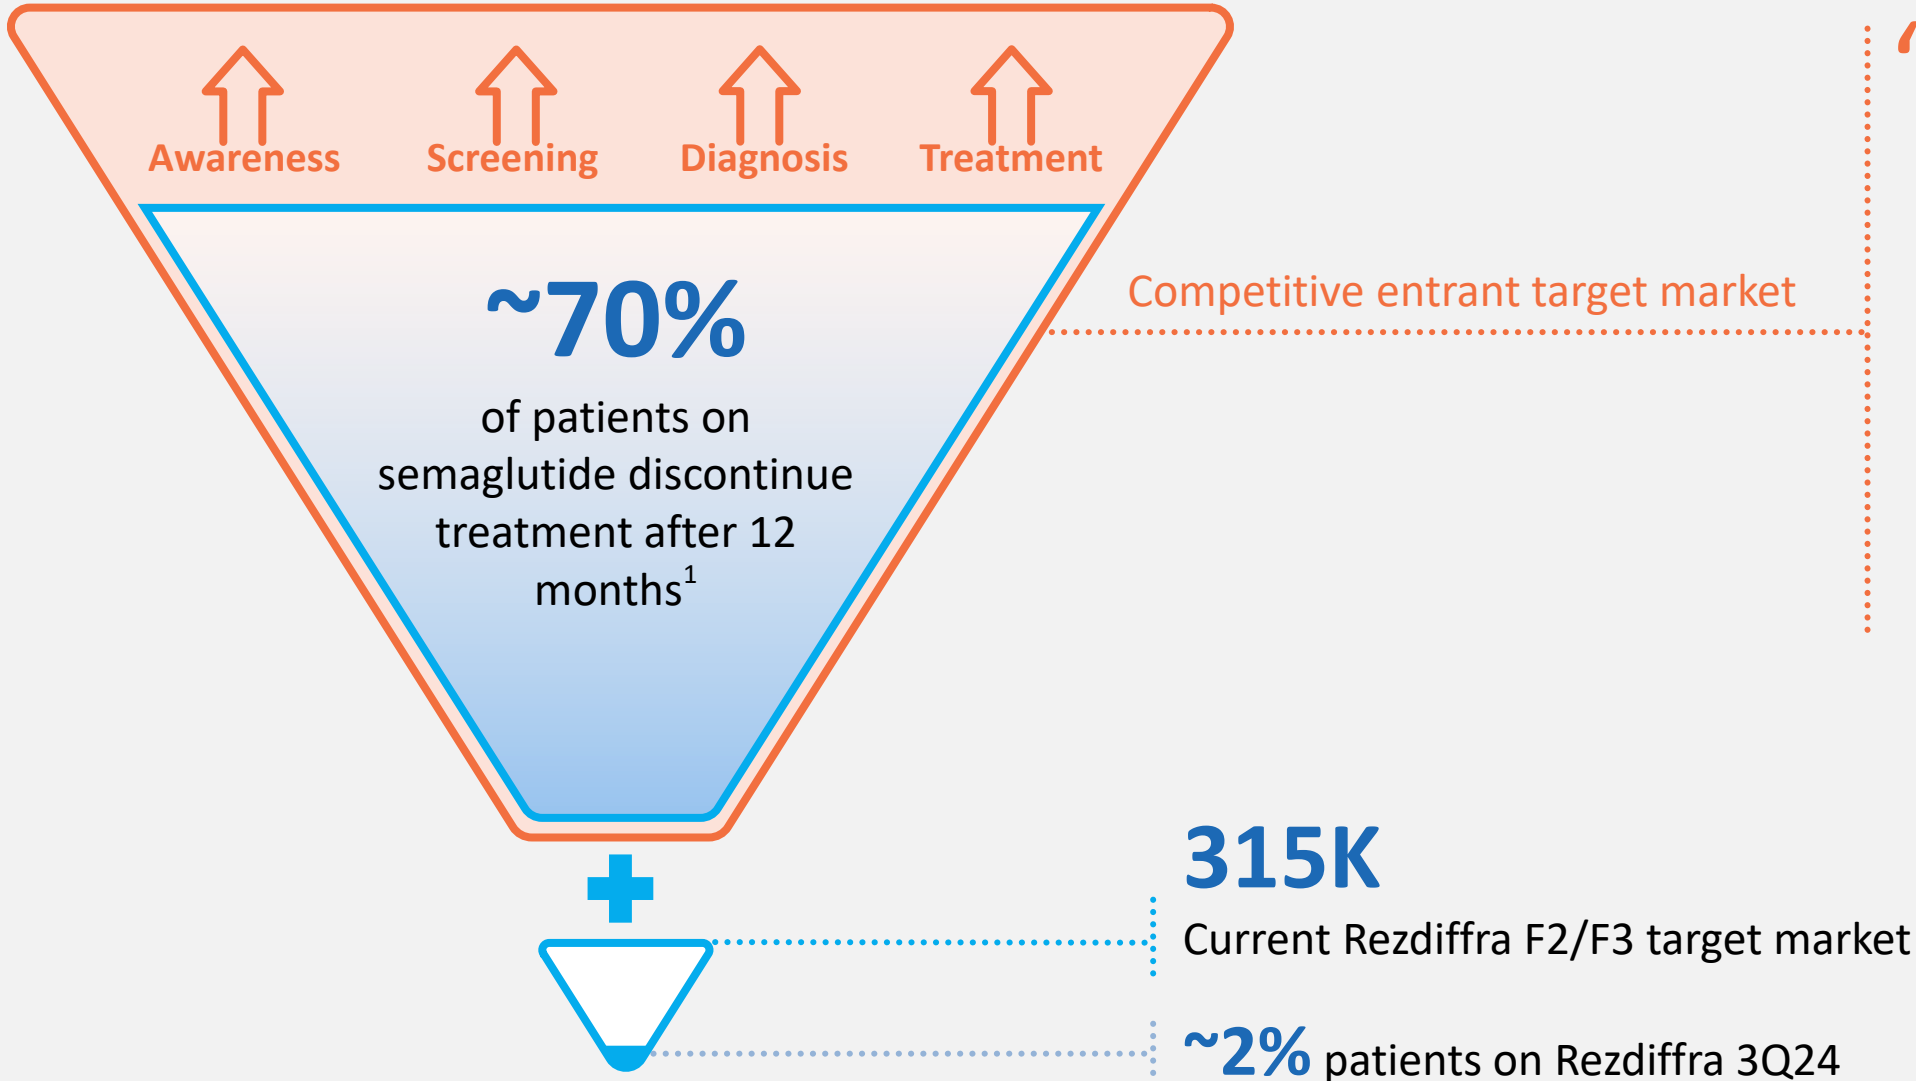 Awareness Screening Diagnosis Treatment
~70%
of patients on
semaglutide discontinue
treatment after 12
months¹
Competitive entrant target market
315K
Current Rezdiffra F2/F3 target market
~2% patients on Rezdiffra 3Q24